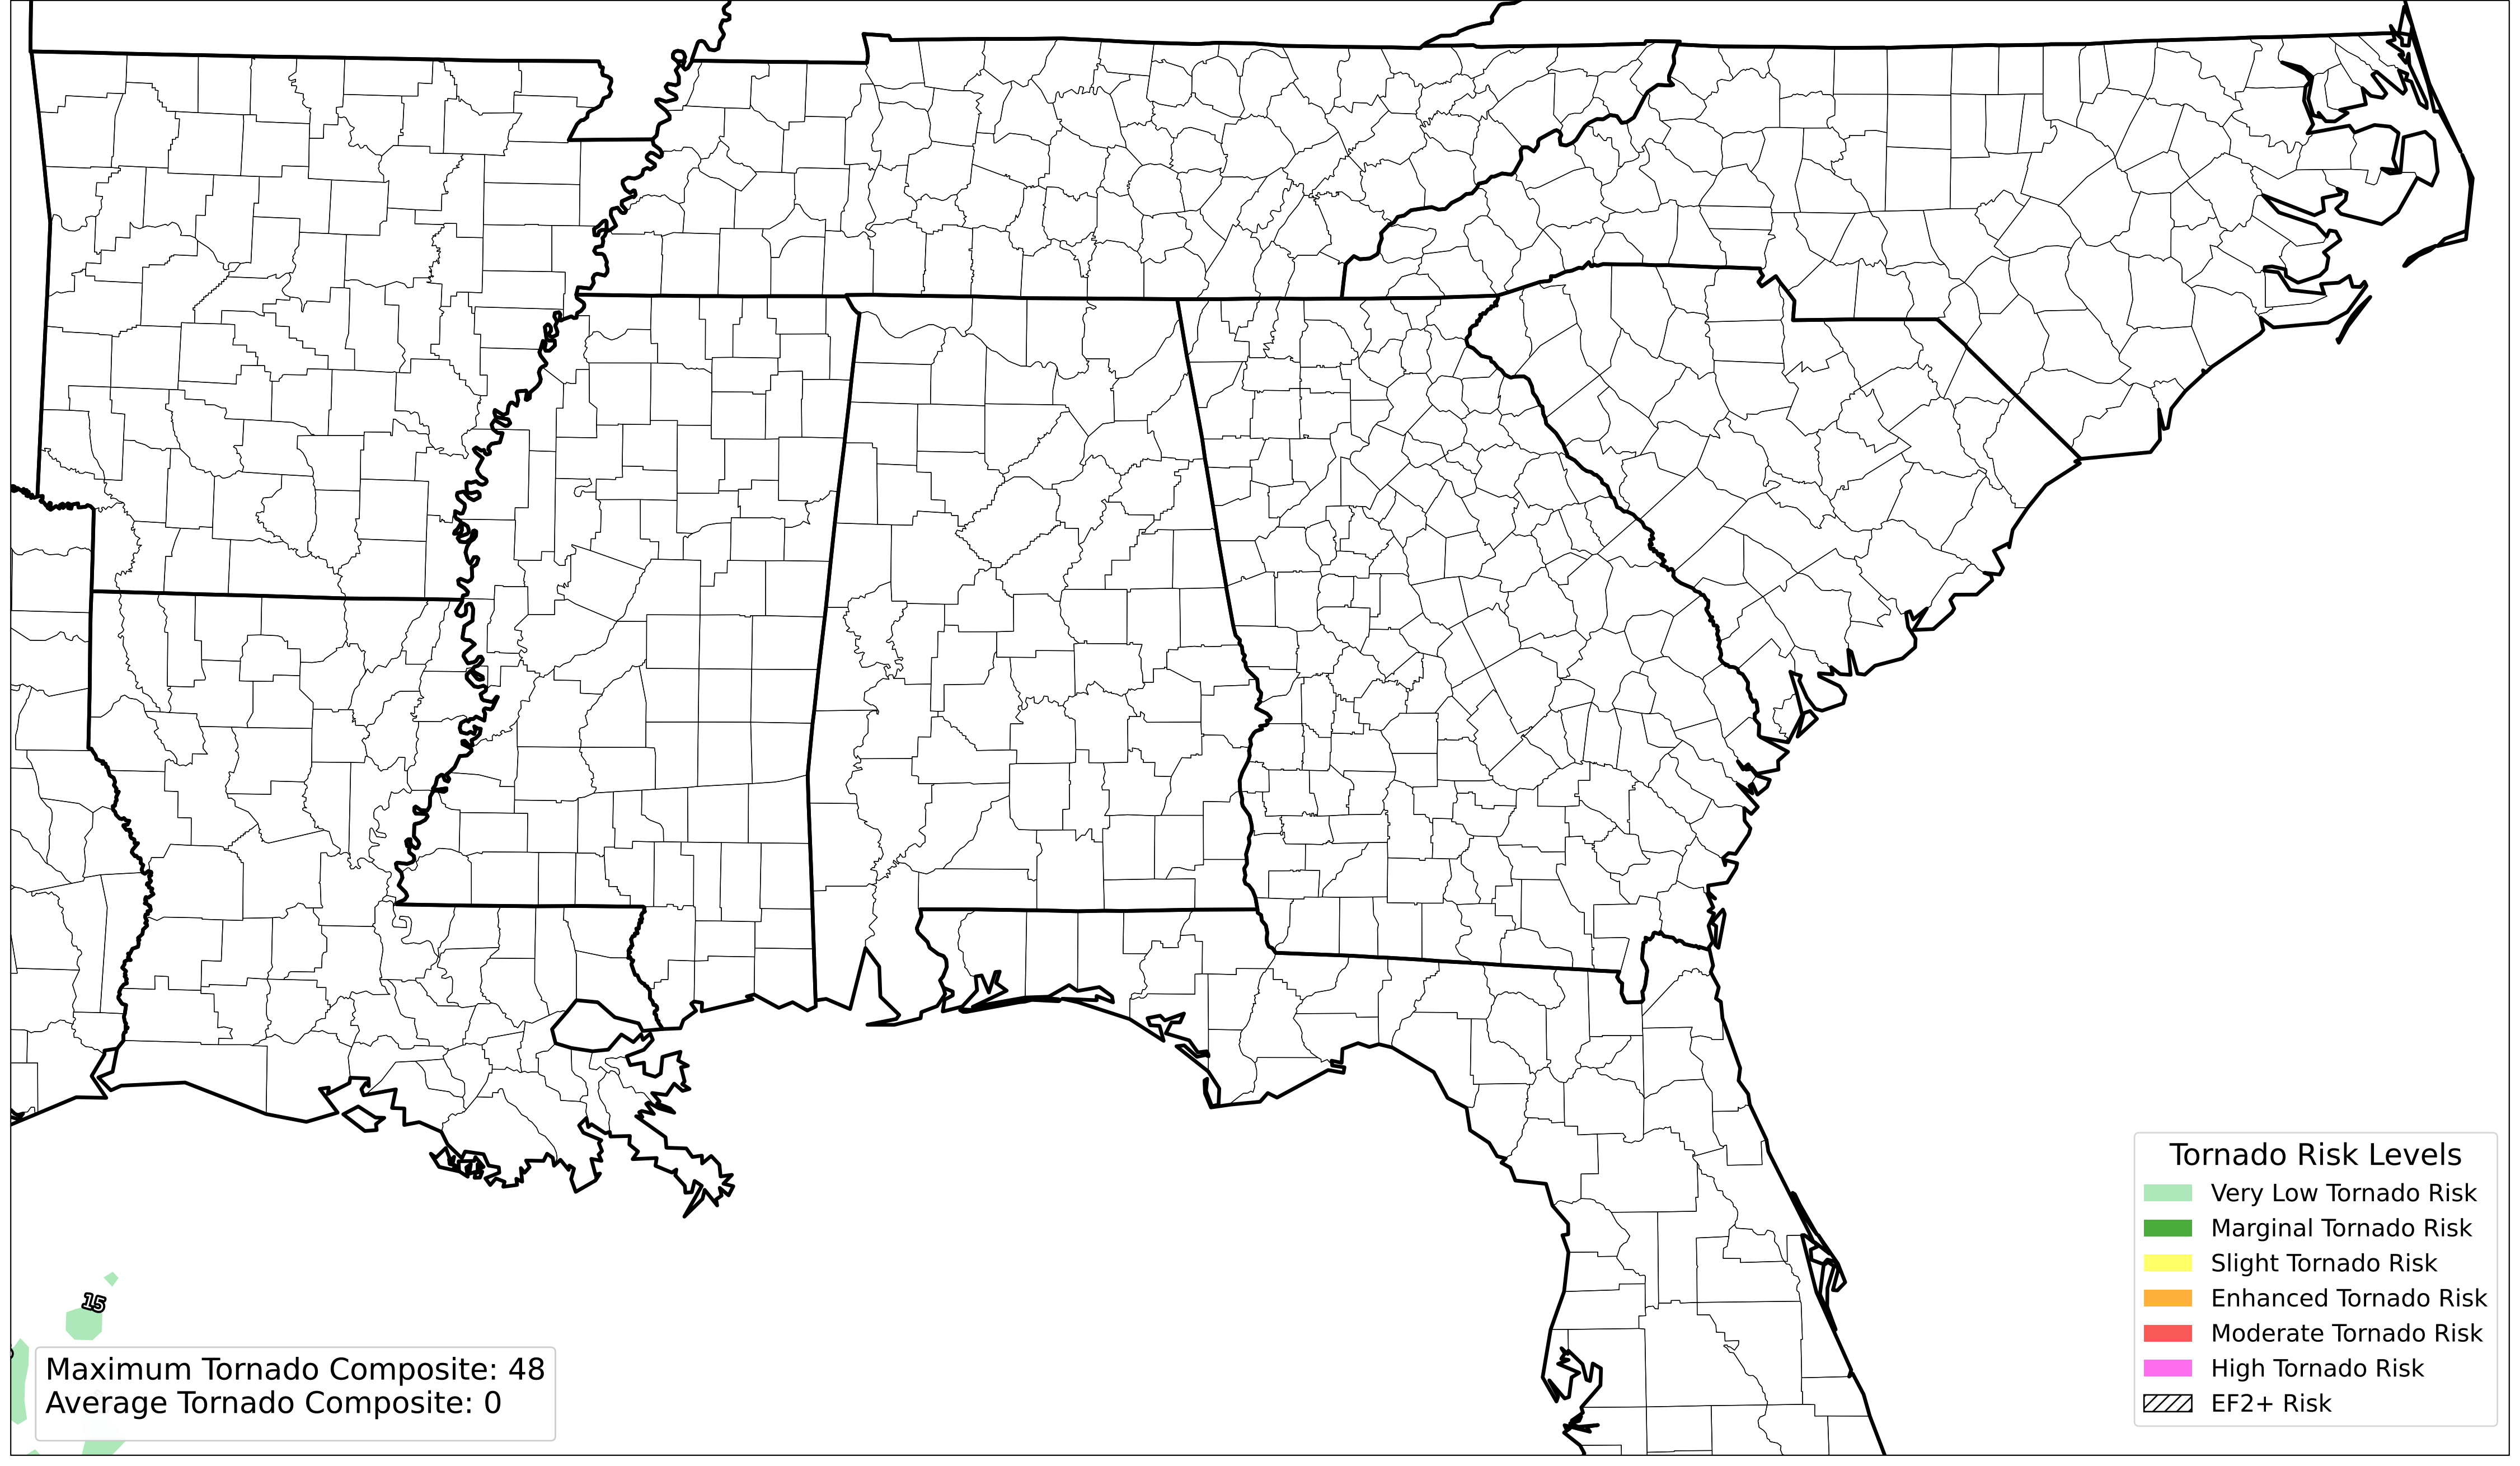 15
Maximum Tornado Composite: 48
Average Tornado Composite: 0
Tornado Risk Levels
Very Low Tornado Risk
Marginal Tornado Risk
Slight Tornado Risk
Enhanced Tornado Risk
Moderate Tornado Risk
High Tornado Risk
EF2+ Risk